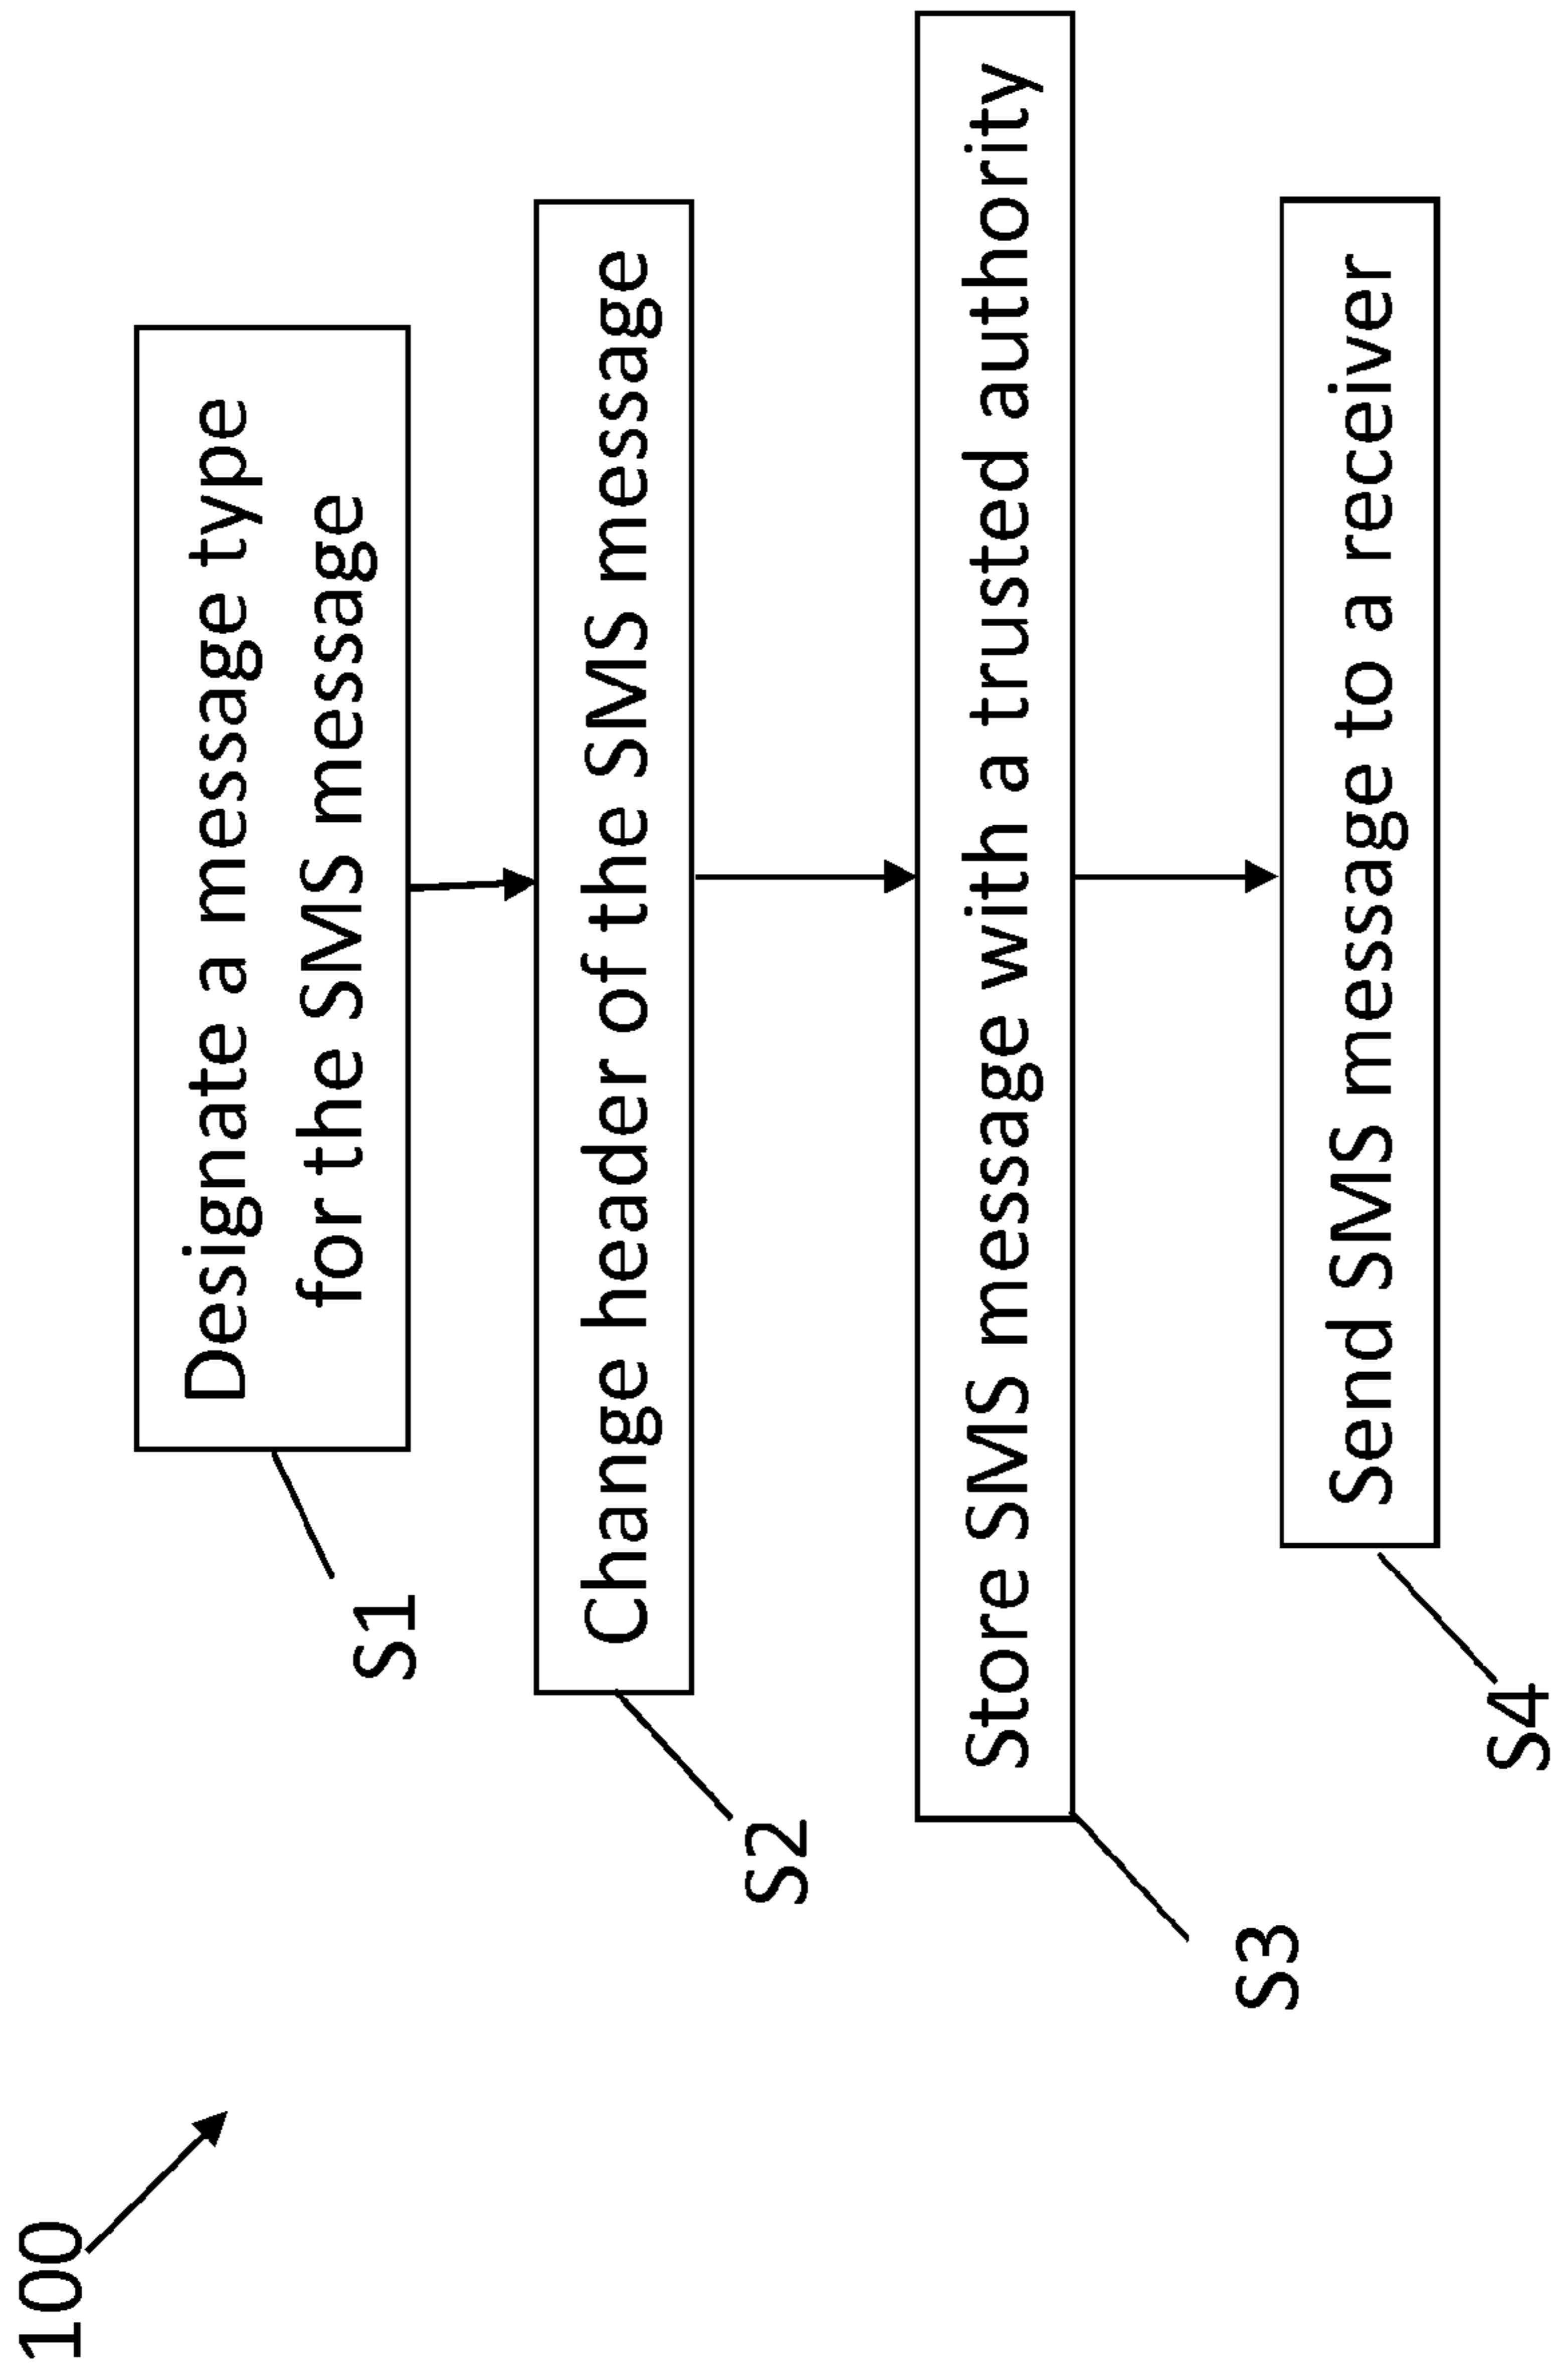 100
Designate a message type
for the SMS message
S1
Change header of the SMS message
S2
Store SMS message with a trusted authority
S3
Send SMS message to a receiver
S4